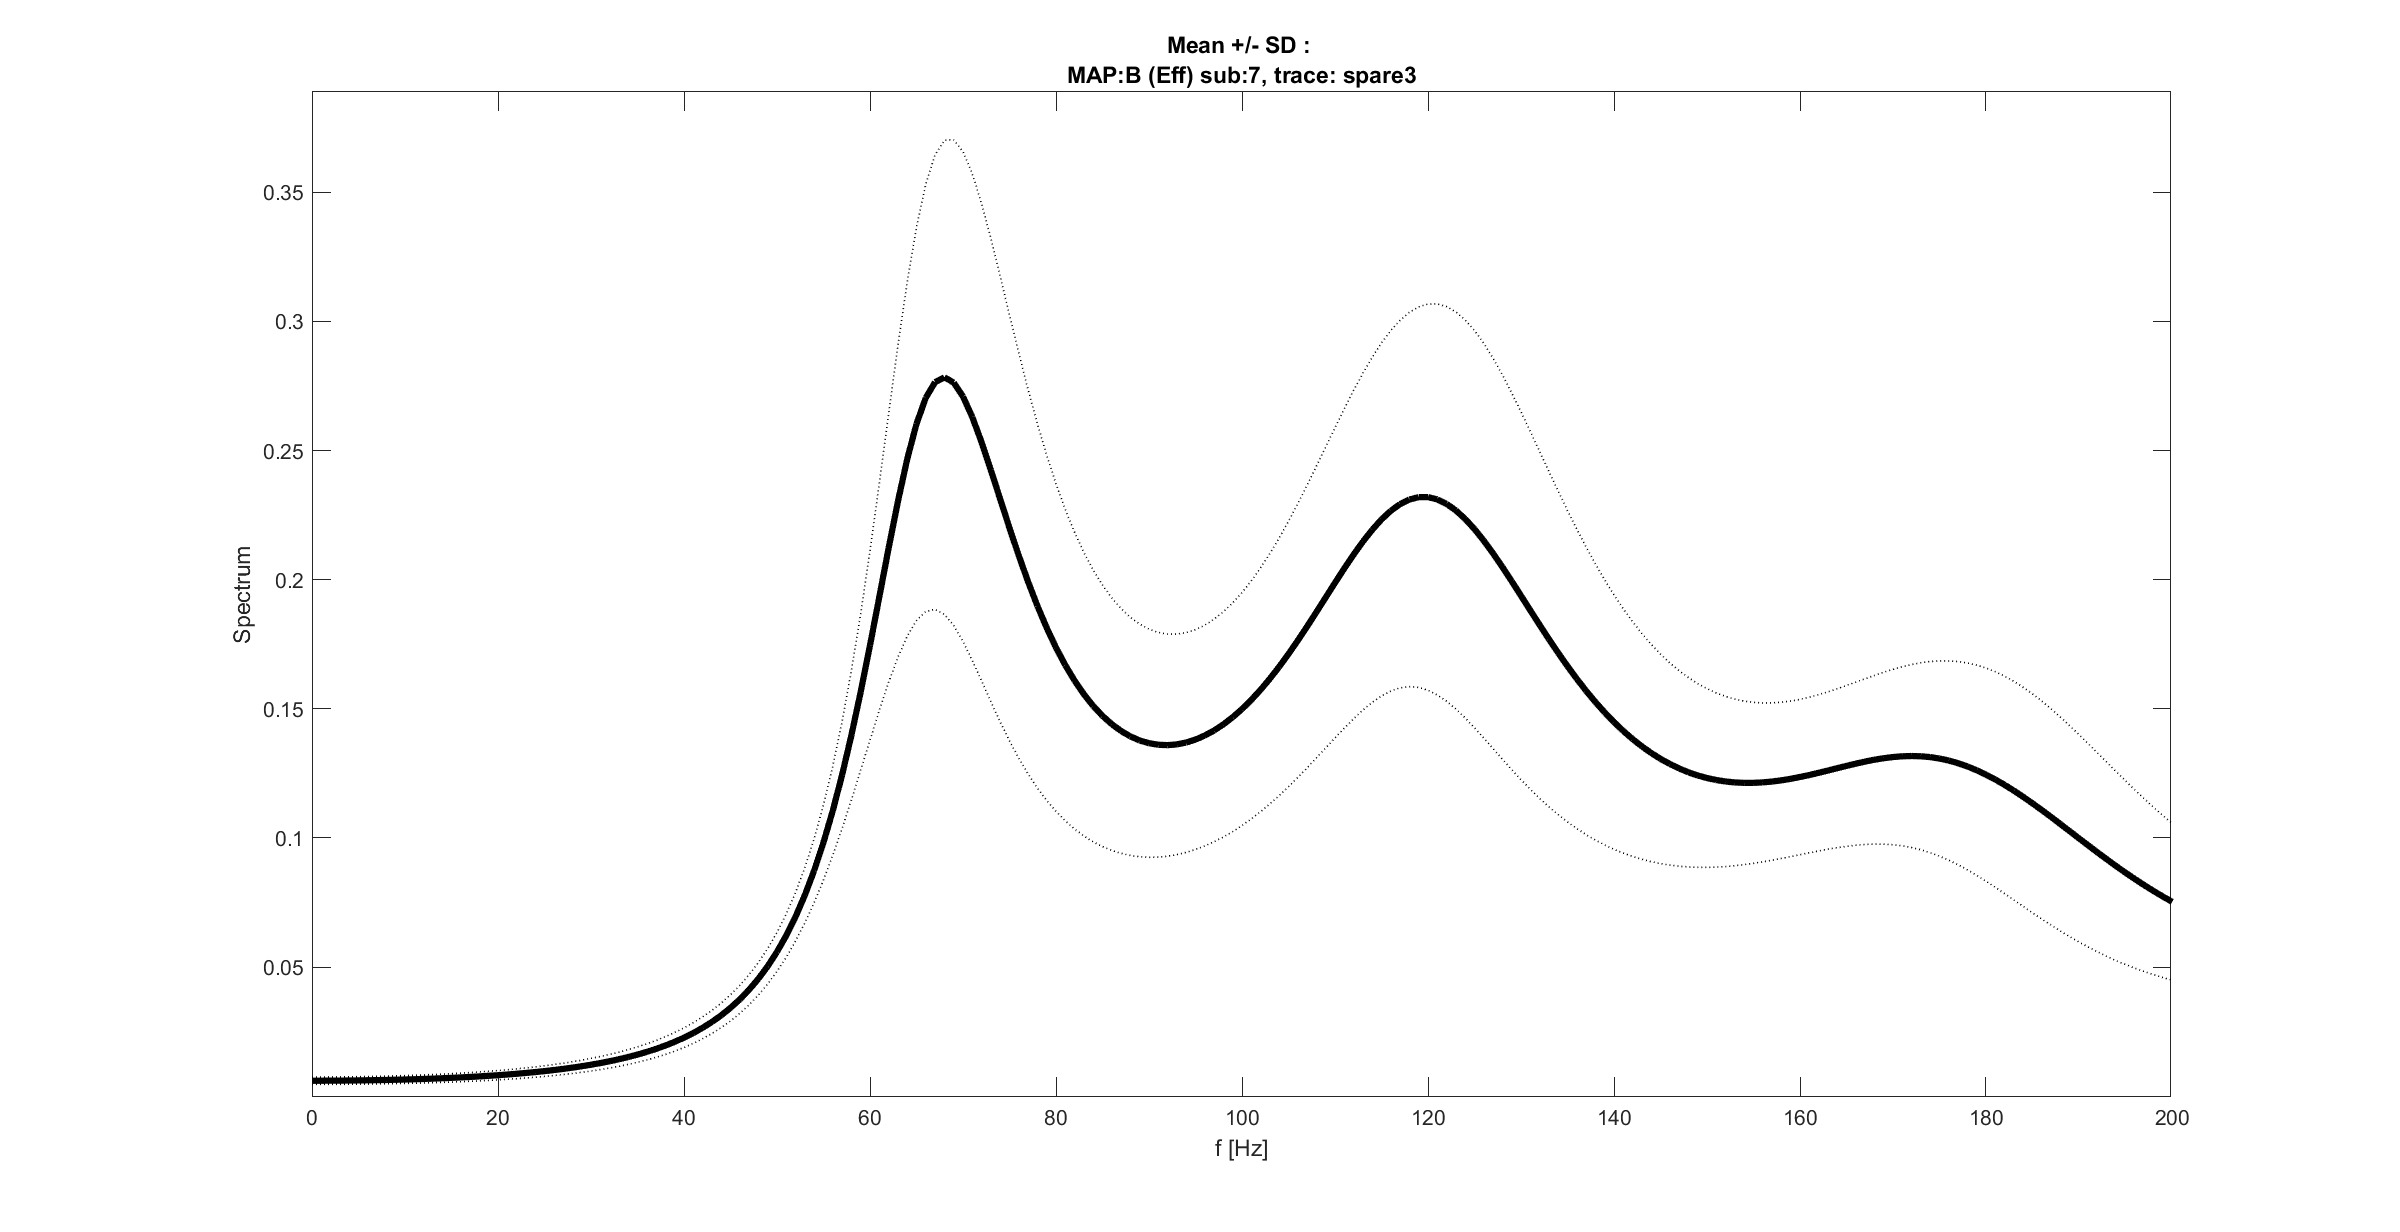 Mean +/- SD :
MAP:B (Eff) sub:7, trace: spare3
0.35
0.3
0.25
0.2
0.15
0.1
0.05
Spectrum
0 20 40 60 80 100 120 140 160 180 200
f [Hz]